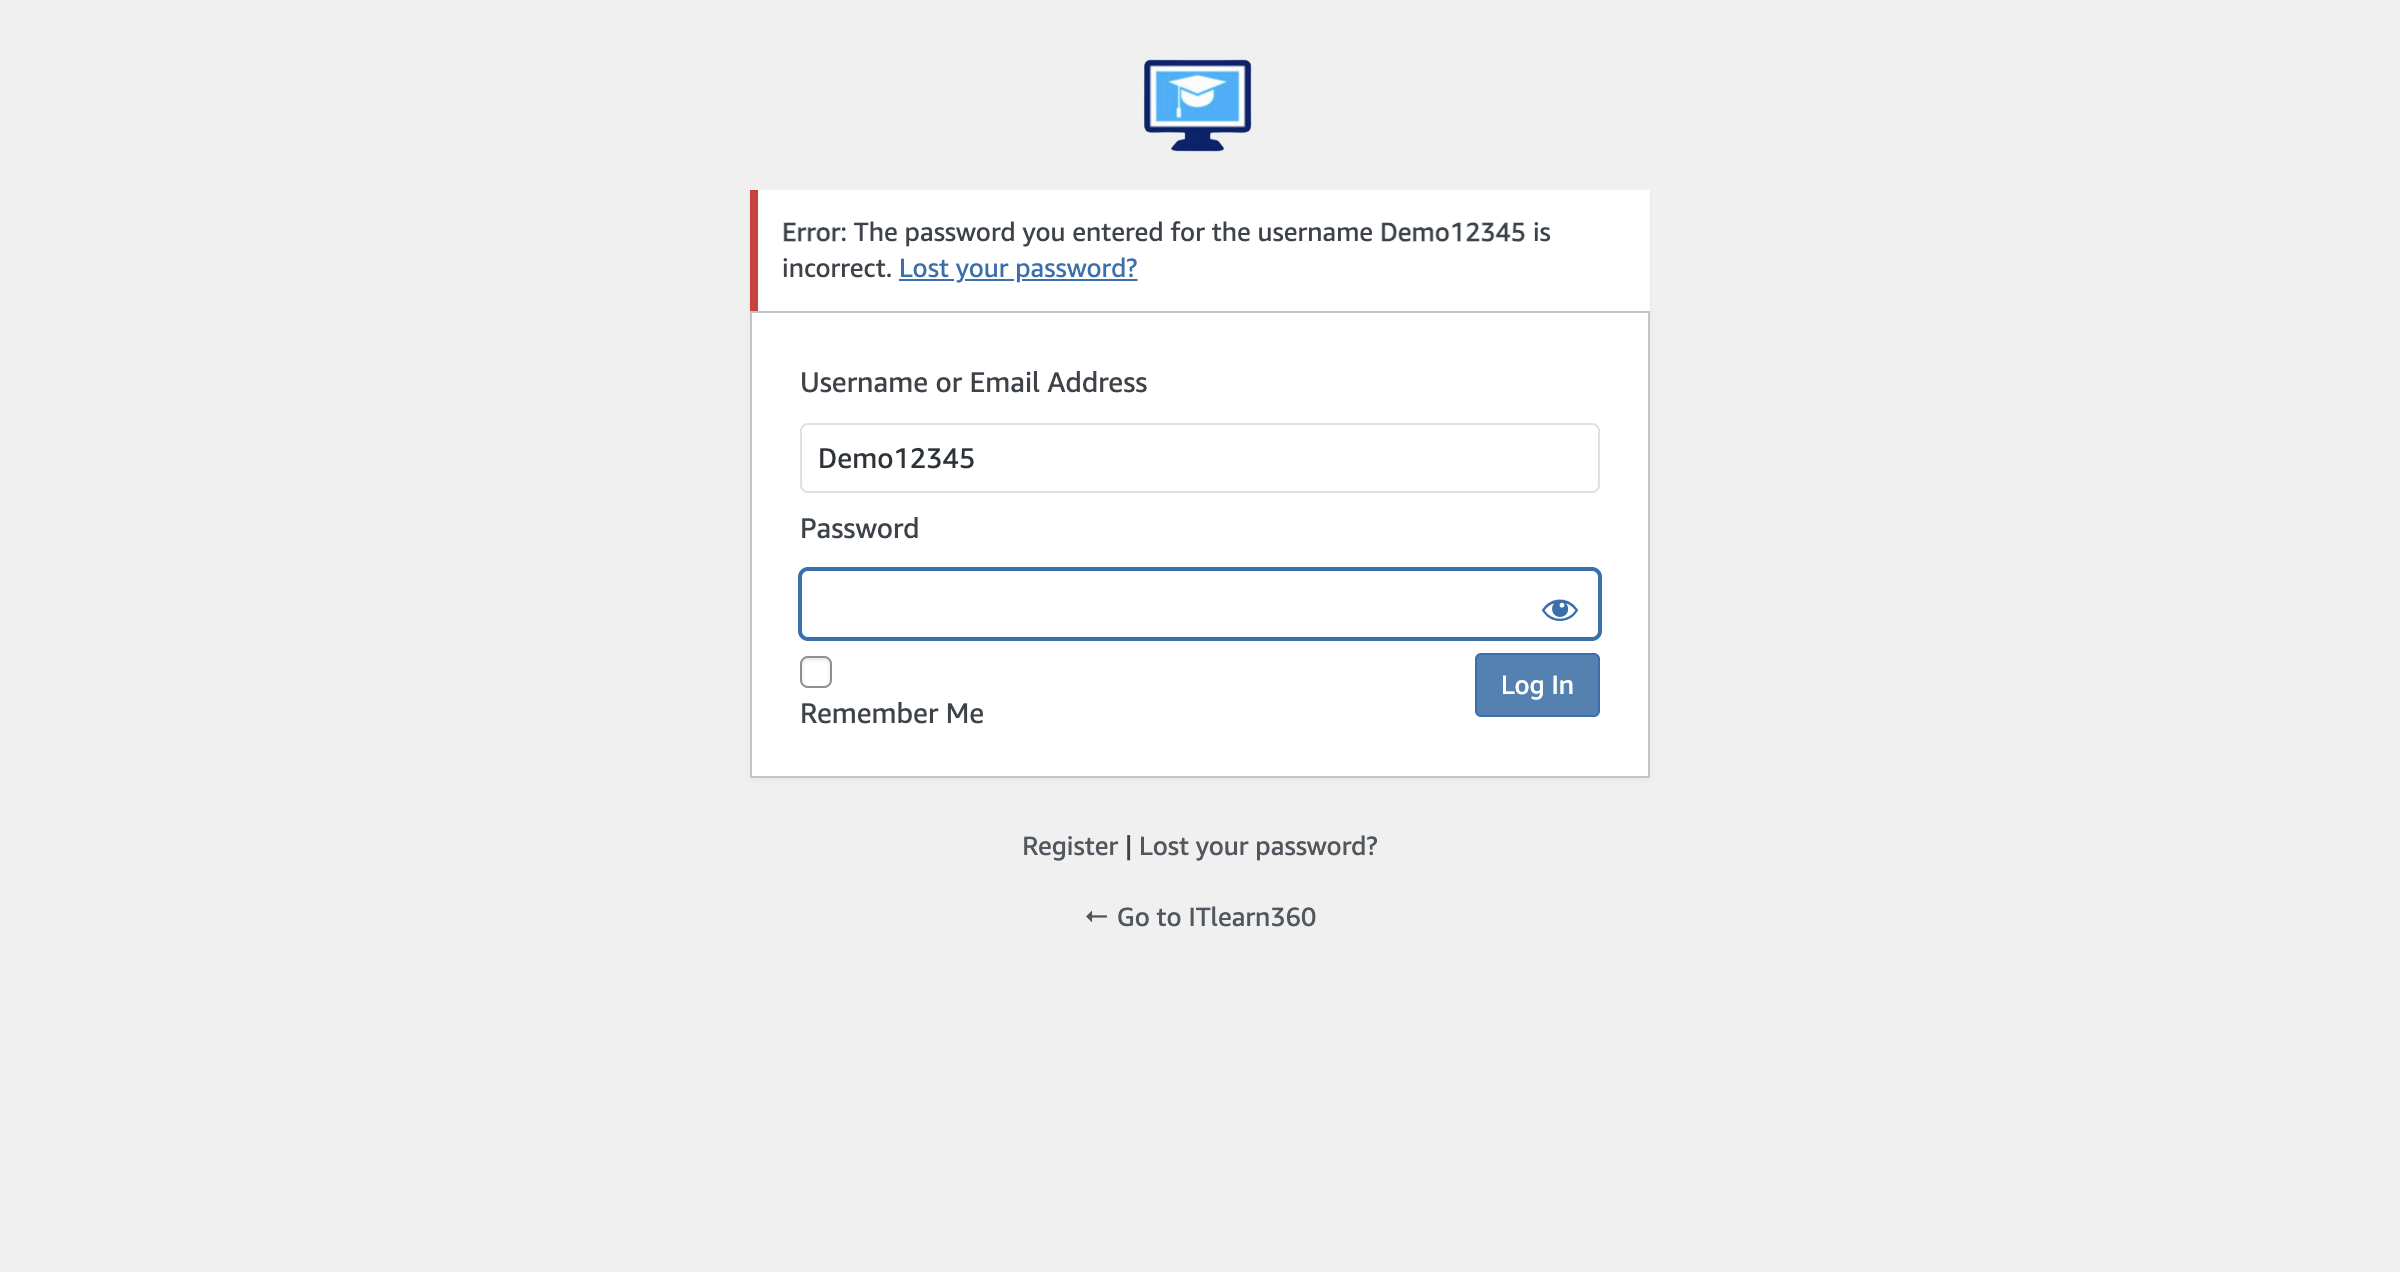 Error: The password you entered for the username Demo12345 is
incorrect. Lost your password?
Username or Email Address
Demo12345
Password
Remember Me
Log In
Register | Lost your password?
← Go to ITlearn360